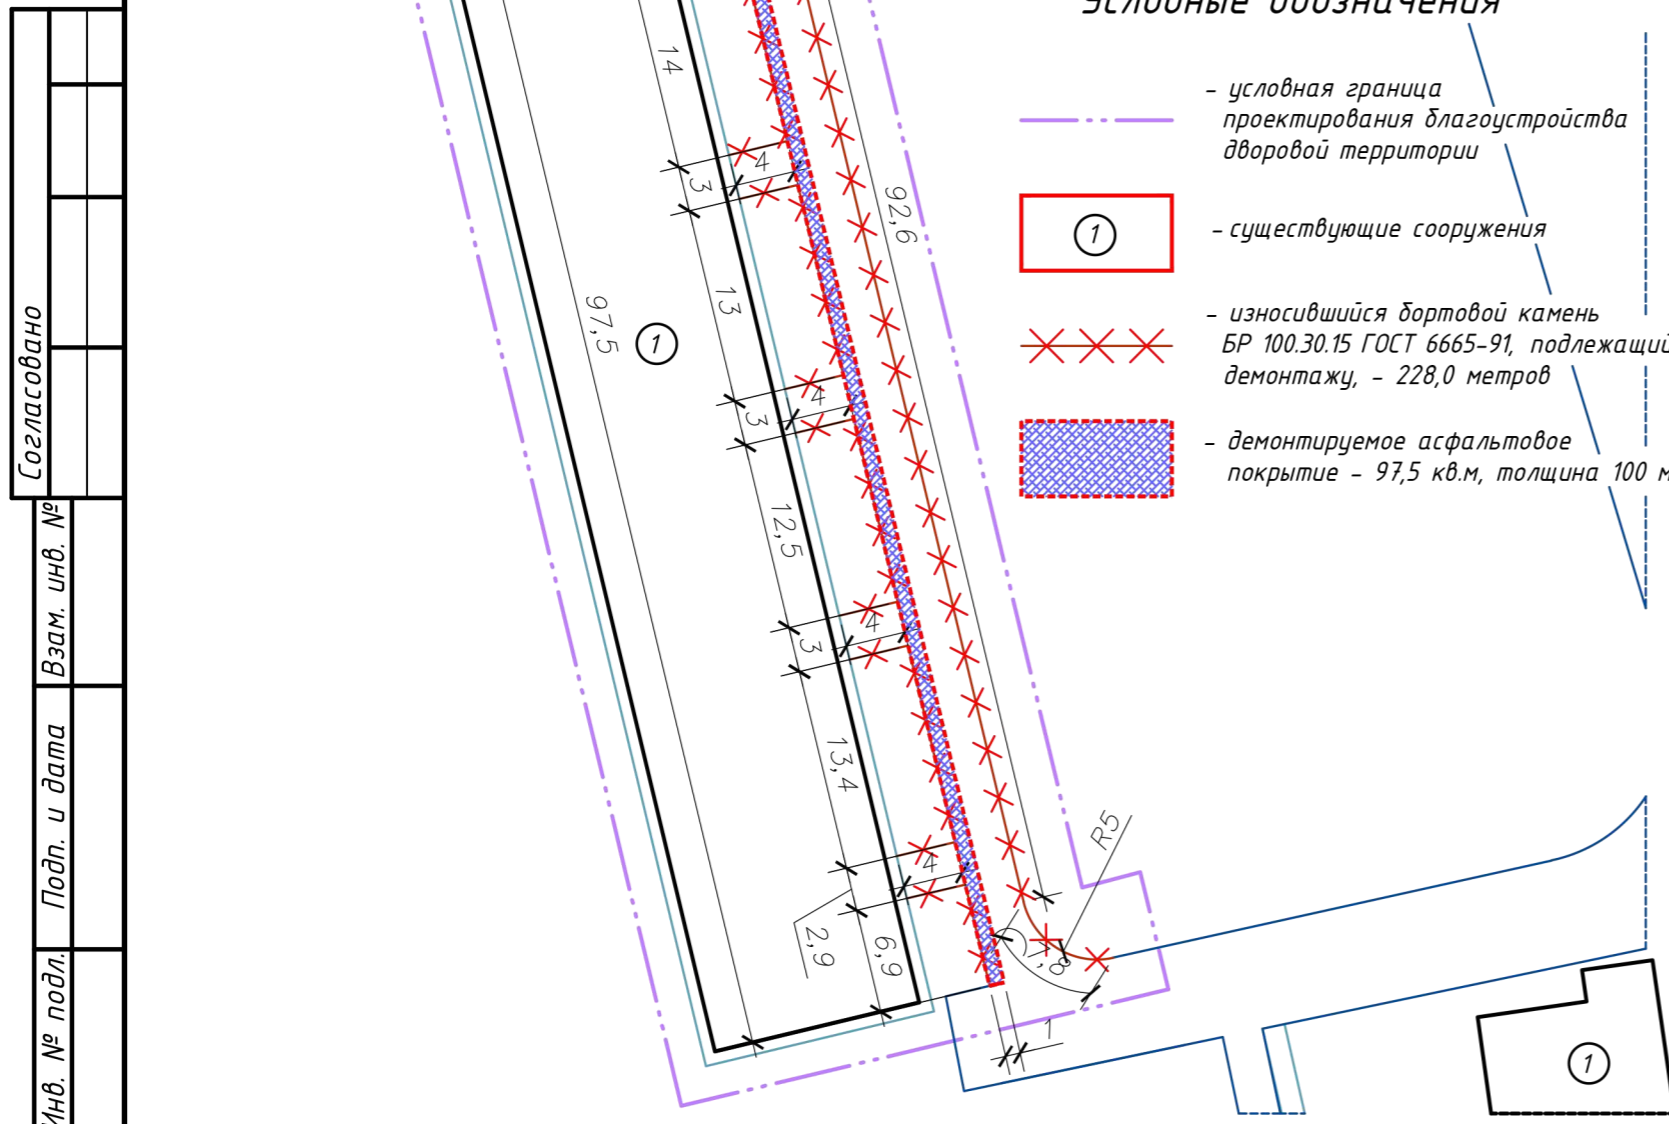 Условные обозначения
- условная граница
проектирования благоустройства
дворовой территории
1
- существующие сооружения
- износившийся бортовой камень
БР 100.30.15 ГОСТ 6665-91, подлежащий
демонтажу, - 228,0 метров
- демонтируемое асфальтовое
покрытие - 97,5 кв.м, толщина 100 м
14
4
3
92,6
13
97,5
1
4
3
12,5
4
3
13,4
4
2,9
6,9
R5
7,8
1
1
Согласовано
Взам. инв. №
Подп. и дата
Инв. № подл.